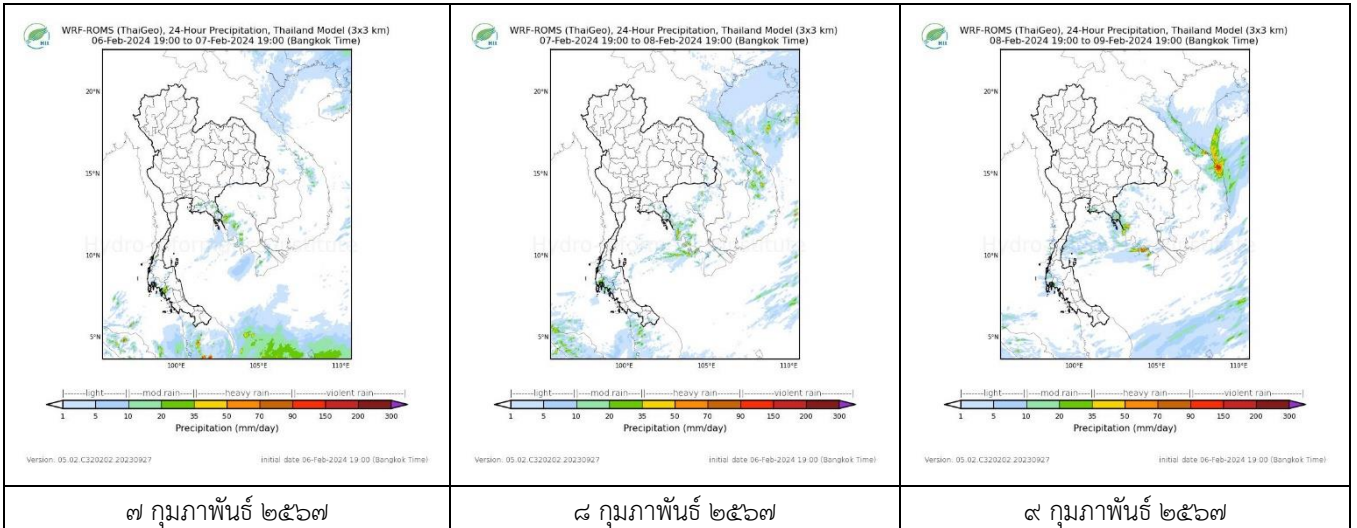 WRF-ROMS (ThaiGeo), 24-Hour Precipitation, Thailand Model (3x3 km)
06-Feb-2024 19:00 to 07-Feb-2024 19:00 (Bangkok Time)
20°N
15°N
10°N
5°N
100°E 105°E 110°E
light mod rain heavy rain violent rain
1 5 10 20 35 50 70 90 150 200 300
Precipitation (mm/day)
Version: 05.02.C320202.20230927 initial date 06-Feb-2024 19:00 (Bangkok Time)
๗ กุมภาพันธ์ ๒๕๖๗
WRF-ROMS (ThaiGeo), 24-Hour Precipitation, Thailand Model (3x3 km)
07-Feb-2024 19:00 to 08-Feb-2024 19:00 (Bangkok Time)
20°N
15°N
10°N
5°N
100°E 105°E 110°E
light mod rain heavy rain violent rain
1 5 10 20 35 50 70 90 150 200 300
Precipitation (mm/day)
Version: 05.02.C320202.20230927 initial date 06-Feb-2024 19:00 (Bangkok Time)
๘ กุมภาพันธ์ ๒๕๖๗
WRF-ROMS (ThaiGeo), 24-Hour Precipitation, Thailand Model (3x3 km)
08-Feb-2024 19:00 to 09-Feb-2024 19:00 (Bangkok Time)
20°N
15°N
10°N
5°N
100°E 105°E 110°E
light mod rain heavy rain violent rain
1 5 10 20 35 50 70 90 150 200 300
Precipitation (mm/day)
Version: 05.02.C320202.20230927 initial date 06-Feb-2024 19:00 (Bangkok Time)
๙ กุมภาพันธ์ ๒๕๖๗